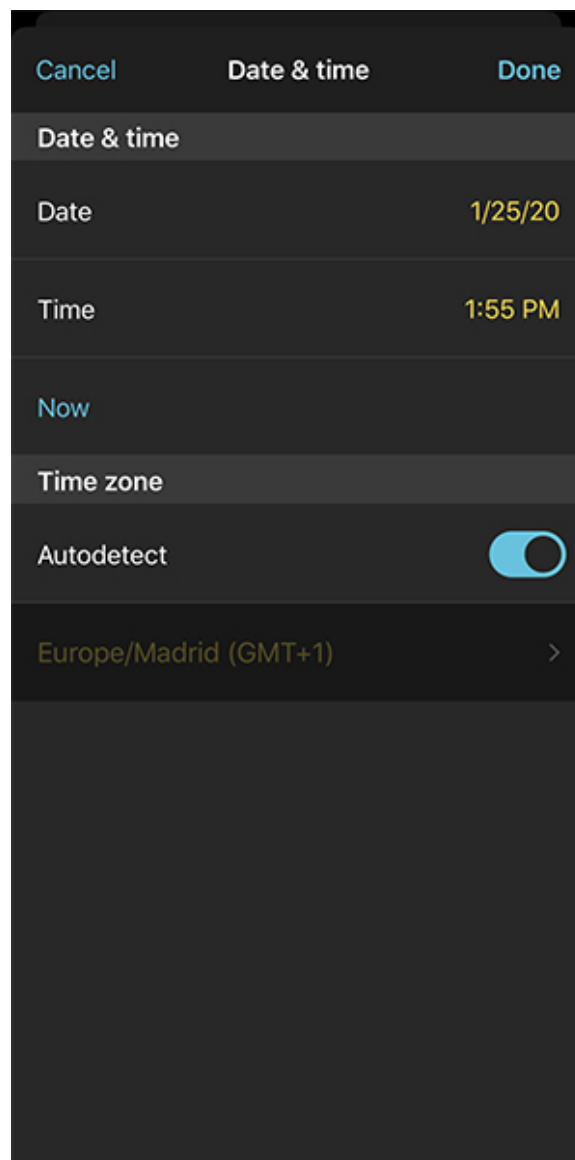 Cancel Date & time Done
Date & time
Date 1/25/20
Time 1:55 PM
Now
Time zone
Autodetect
Europe/Madrid (GMT+1)